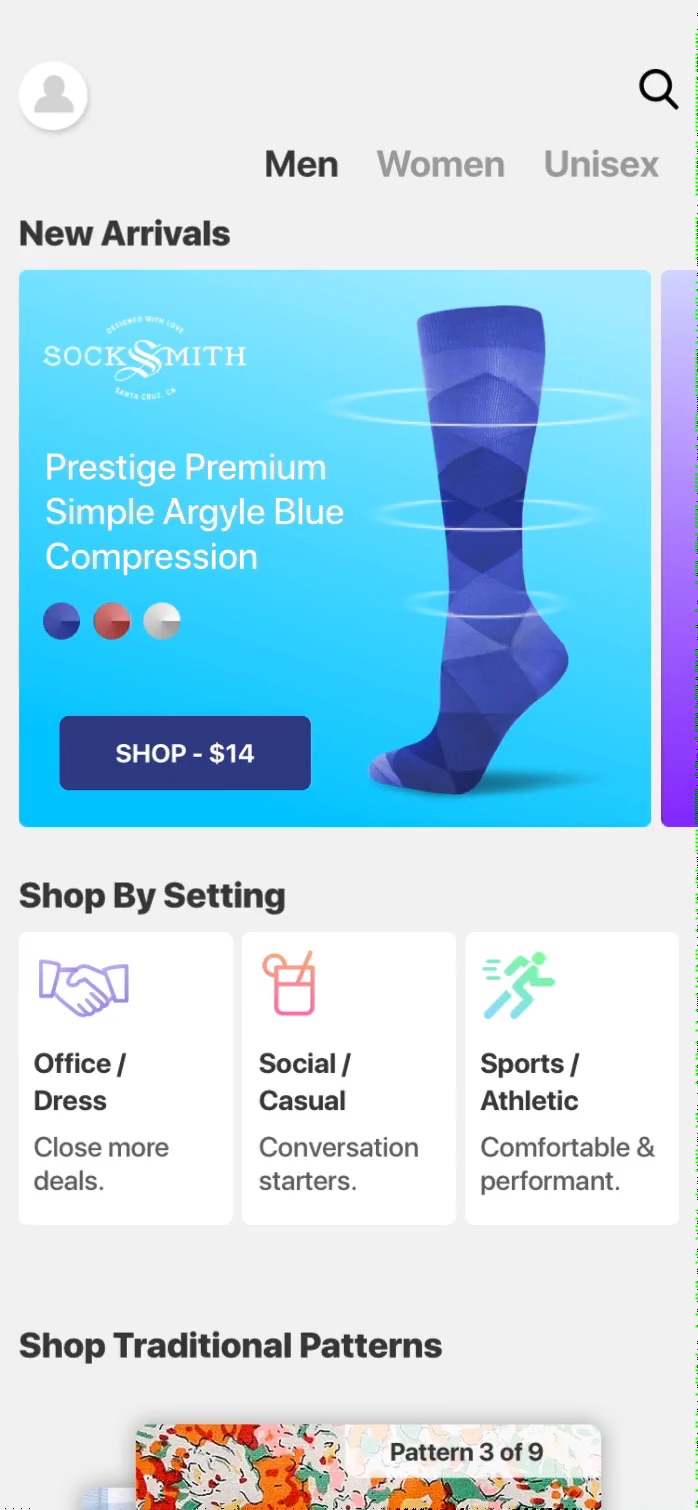 Men Women Unisex
New Arrivals
DESIGNED WITH LOVE
SOCKSMITH
SANTA CRUZ, CA
Prestige Premium
Simple Argyle Blue
Compression
SHOP - $14
Shop By Setting
Office /
Dress
Close more
deals.
Social /
Casual
Conversation
starters.
Sports /
Athletic
Comfortable &
performant.
Shop Traditional Patterns
Pattern 3 of 9